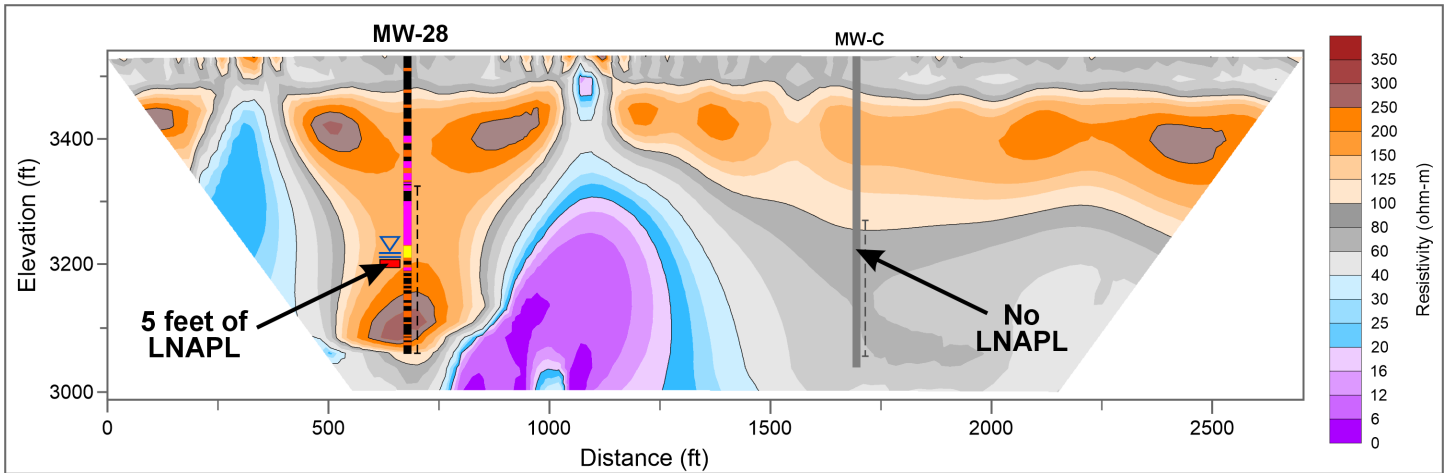 MW-28
MW-C
Elevation (ft)
3400
3200
3000
5 feet of
LNAPL
No
LNAPL
0
500
1000
1500
2000
2500
Distance (ft)
350
300
250
200
150
125
100
80
60
40
30
25
20
16
12
6
0
Resistivity (ohm-m)